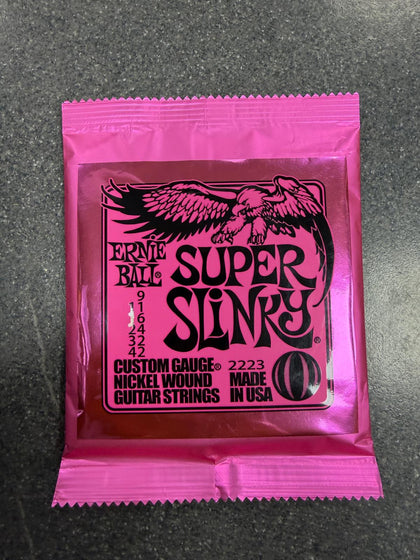 ERNIE
BALL®
SUPER
SLINKY®
9
11
16
24
32
42
CUSTOM GAUGE®
NICKEL WOUND
GUITAR STRINGS
2223
MADE
IN USA